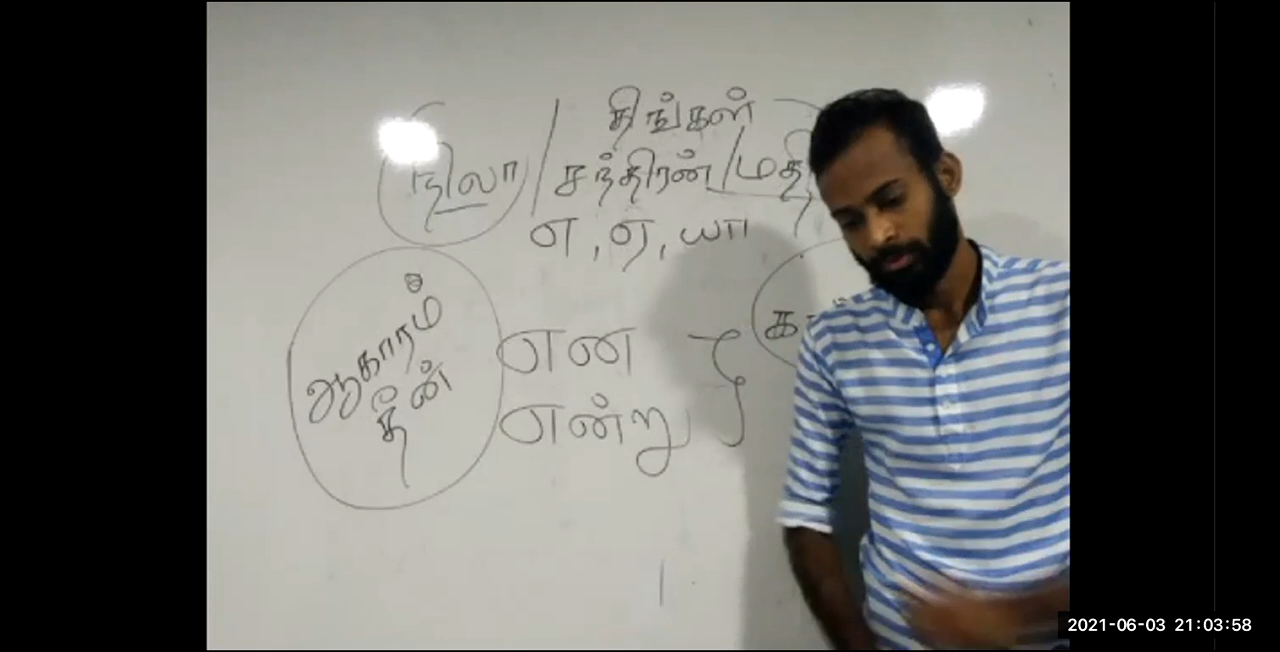 திங்கள்
நிலா / சந்திரன் / மதி
எ, ஏ, யா
ஆகாரம்
தீன்
என
என்று
2021-06-03 21:03:58